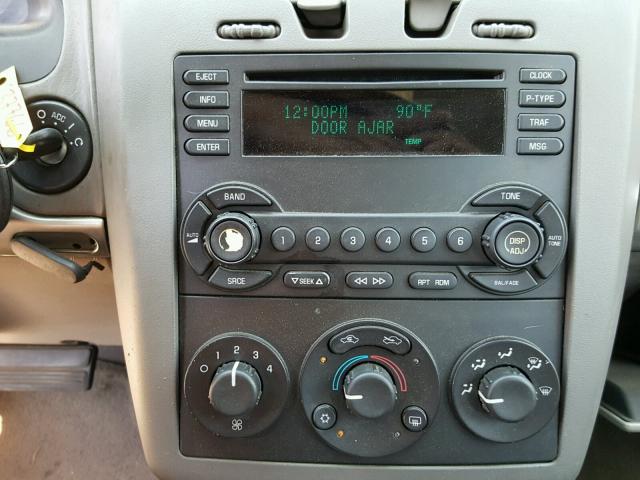 EJECT
INFO
MENU
ENTER
12:00PM 90°F
DOOR AJAR
TEMP
CLOCK
P-TYPE
TRAF
MSG
BAND
TONE
AUTO
1 2 3 4 5 6
DISP
ADJ
AUTO
TONE
SRCE
SEEK
RPT RDM
BAL/FADE
O ACC I
0 1 2 3 4